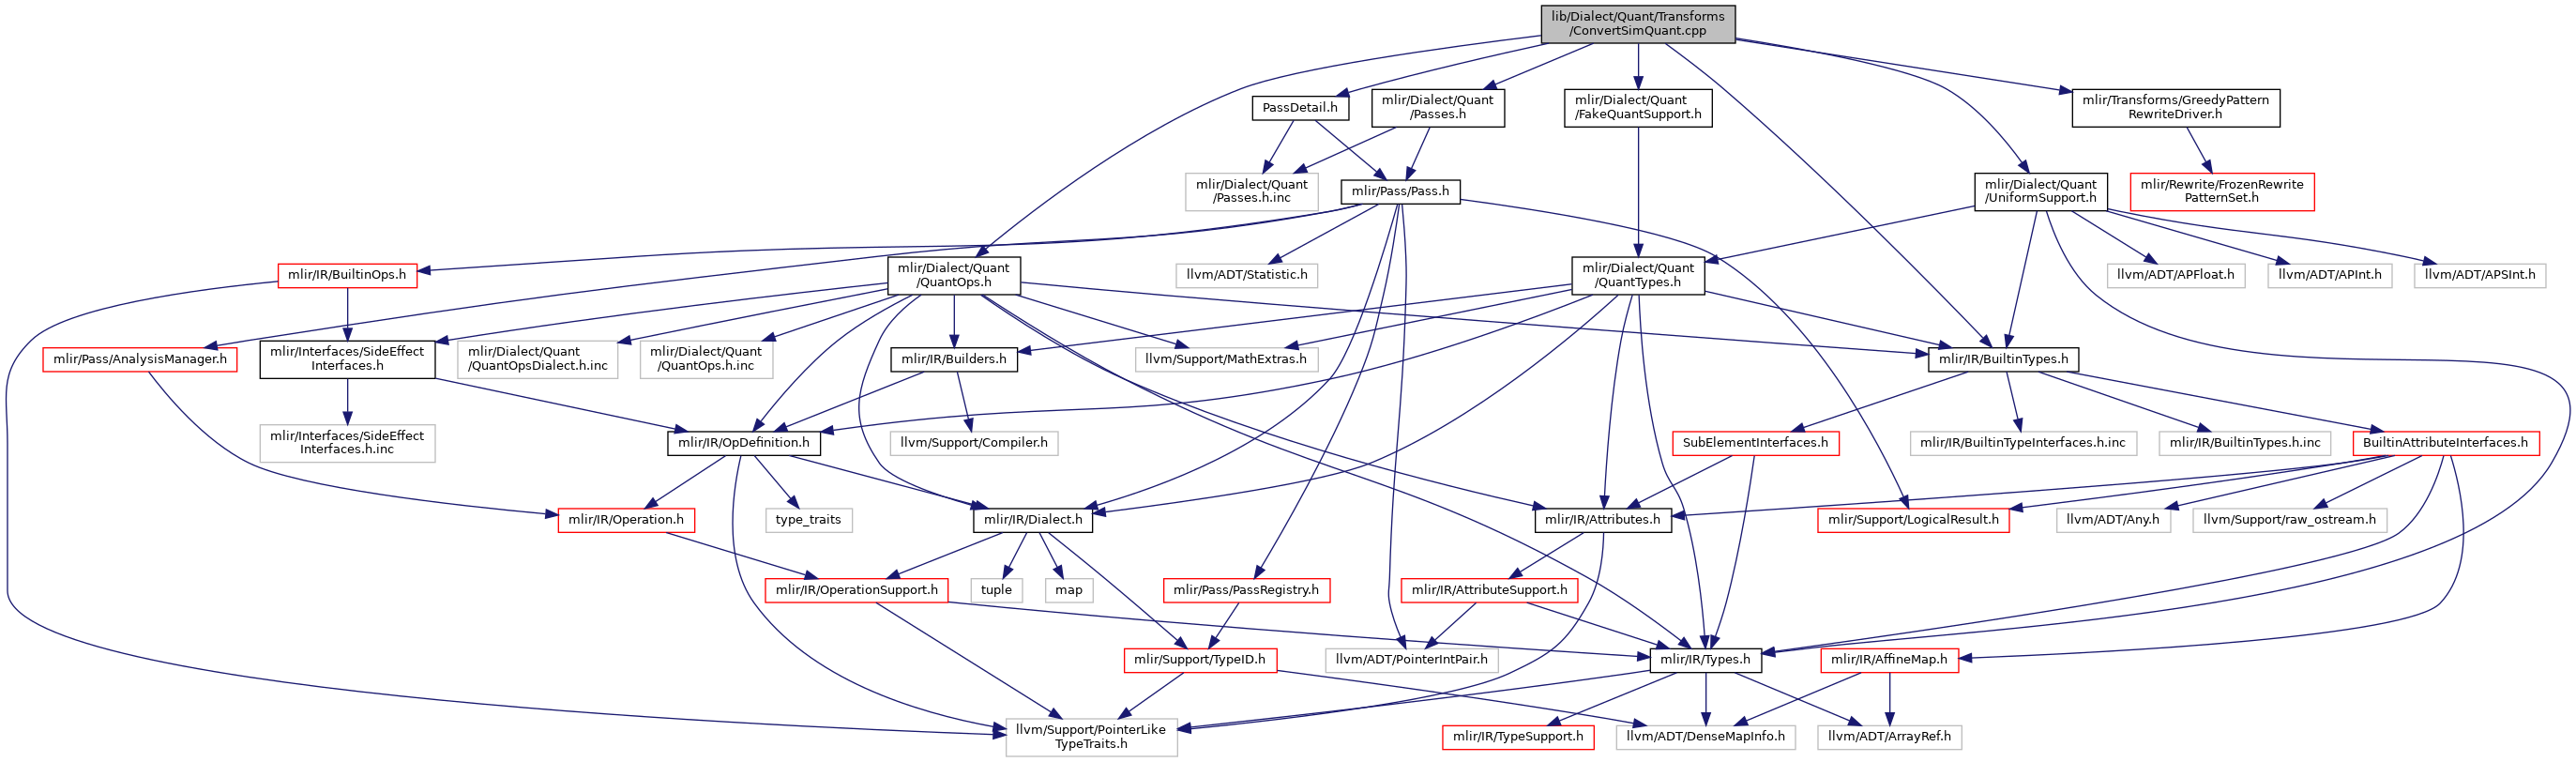 lib/Dialect/Quant/Transforms
/ConvertSimQuant.cpp
PassDetail.h
mlir/Dialect/Quant
/Passes.h
mlir/Dialect/Quant
/FakeQuantSupport.h
mlir/Transforms/GreedyPattern
RewriteDriver.h
mlir/Dialect/Quant
/Passes.h.inc
mlir/Pass/Pass.h
mlir/Dialect/Quant
/UniformSupport.h
mlir/Rewrite/FrozenRewrite
PatternSet.h
mlir/IR/BuiltinOps.h
mlir/Dialect/Quant
/QuantOps.h
llvm/ADT/Statistic.h
mlir/Dialect/Quant
/QuantTypes.h
llvm/ADT/APFloat.h
llvm/ADT/APInt.h
llvm/ADT/APSInt.h
mlir/Pass/AnalysisManager.h
mlir/Interfaces/SideEffect
Interfaces.h
mlir/Dialect/Quant
/QuantOpsDialect.h.inc
mlir/Dialect/Quant
/QuantOps.h.inc
mlir/IR/Builders.h
llvm/Support/MathExtras.h
mlir/IR/BuiltinTypes.h
mlir/Interfaces/SideEffect
Interfaces.h.inc
mlir/IR/OpDefinition.h
llvm/Support/Compiler.h
SubElementInterfaces.h
mlir/IR/BuiltinTypeInterfaces.h.inc
mlir/IR/BuiltinTypes.h.inc
BuiltinAttributeInterfaces.h
mlir/IR/Operation.h
type_traits
mlir/IR/Dialect.h
mlir/IR/Attributes.h
mlir/Support/LogicalResult.h
llvm/ADT/Any.h
llvm/Support/raw_ostream.h
mlir/IR/OperationSupport.h
tuple
map
mlir/Pass/PassRegistry.h
mlir/IR/AttributeSupport.h
mlir/Support/TypeID.h
llvm/ADT/PointerIntPair.h
mlir/IR/Types.h
mlir/IR/AffineMap.h
llvm/Support/PointerLike
TypeTraits.h
mlir/IR/TypeSupport.h
llvm/ADT/DenseMapInfo.h
llvm/ADT/ArrayRef.h